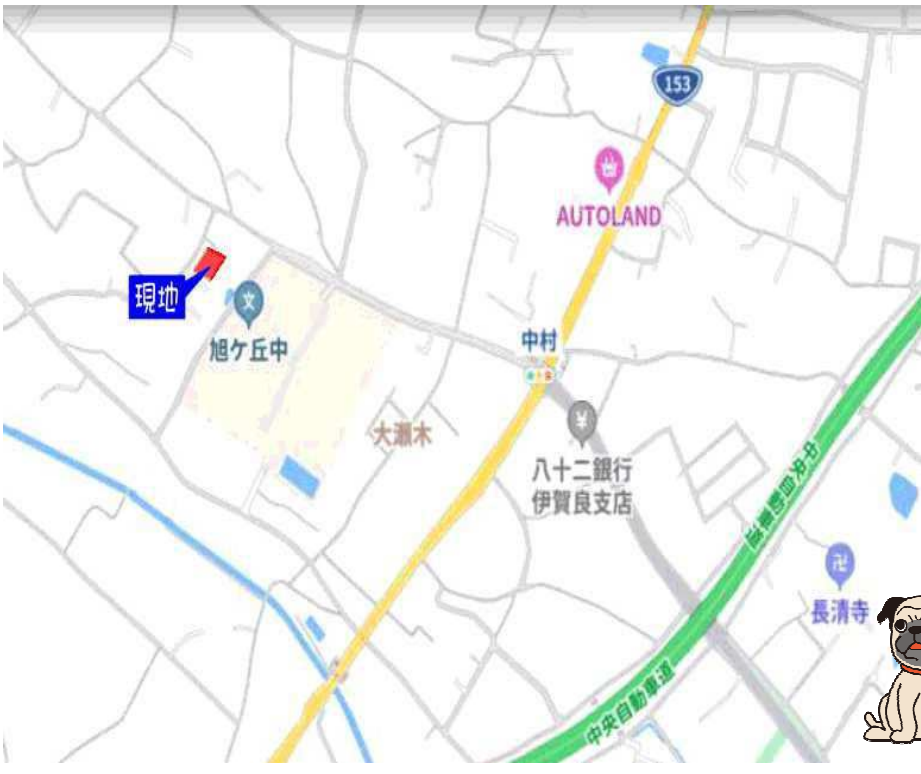 153
AUTOLAND
現地
文
旭ケ丘中
中村
大瀬木
¥
八十二銀行
伊賀良支店
中央自動車道
卍
長清寺
中央自動車道